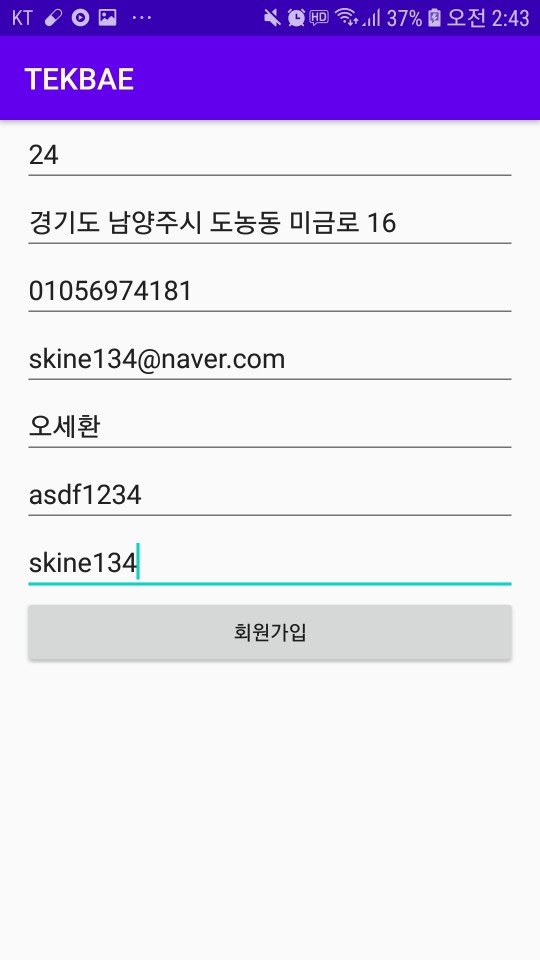 KT ... HD 37% 오전 2:43
TEKBAE
24
경기도 남양주시 도농동 미금로 16
01056974181
skine134@naver.com
오세환
asdf1234
skine134
회원가입